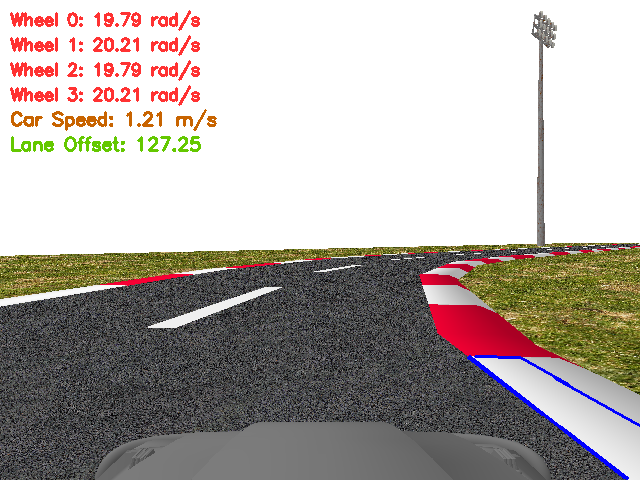 Wheel 0: 19.79 rad/s
Wheel 1: 20.21 rad/s
Wheel 2: 19.79 rad/s
Wheel 3: 20.21 rad/s
Car Speed: 1.21 m/s
Lane Offset: 127.25